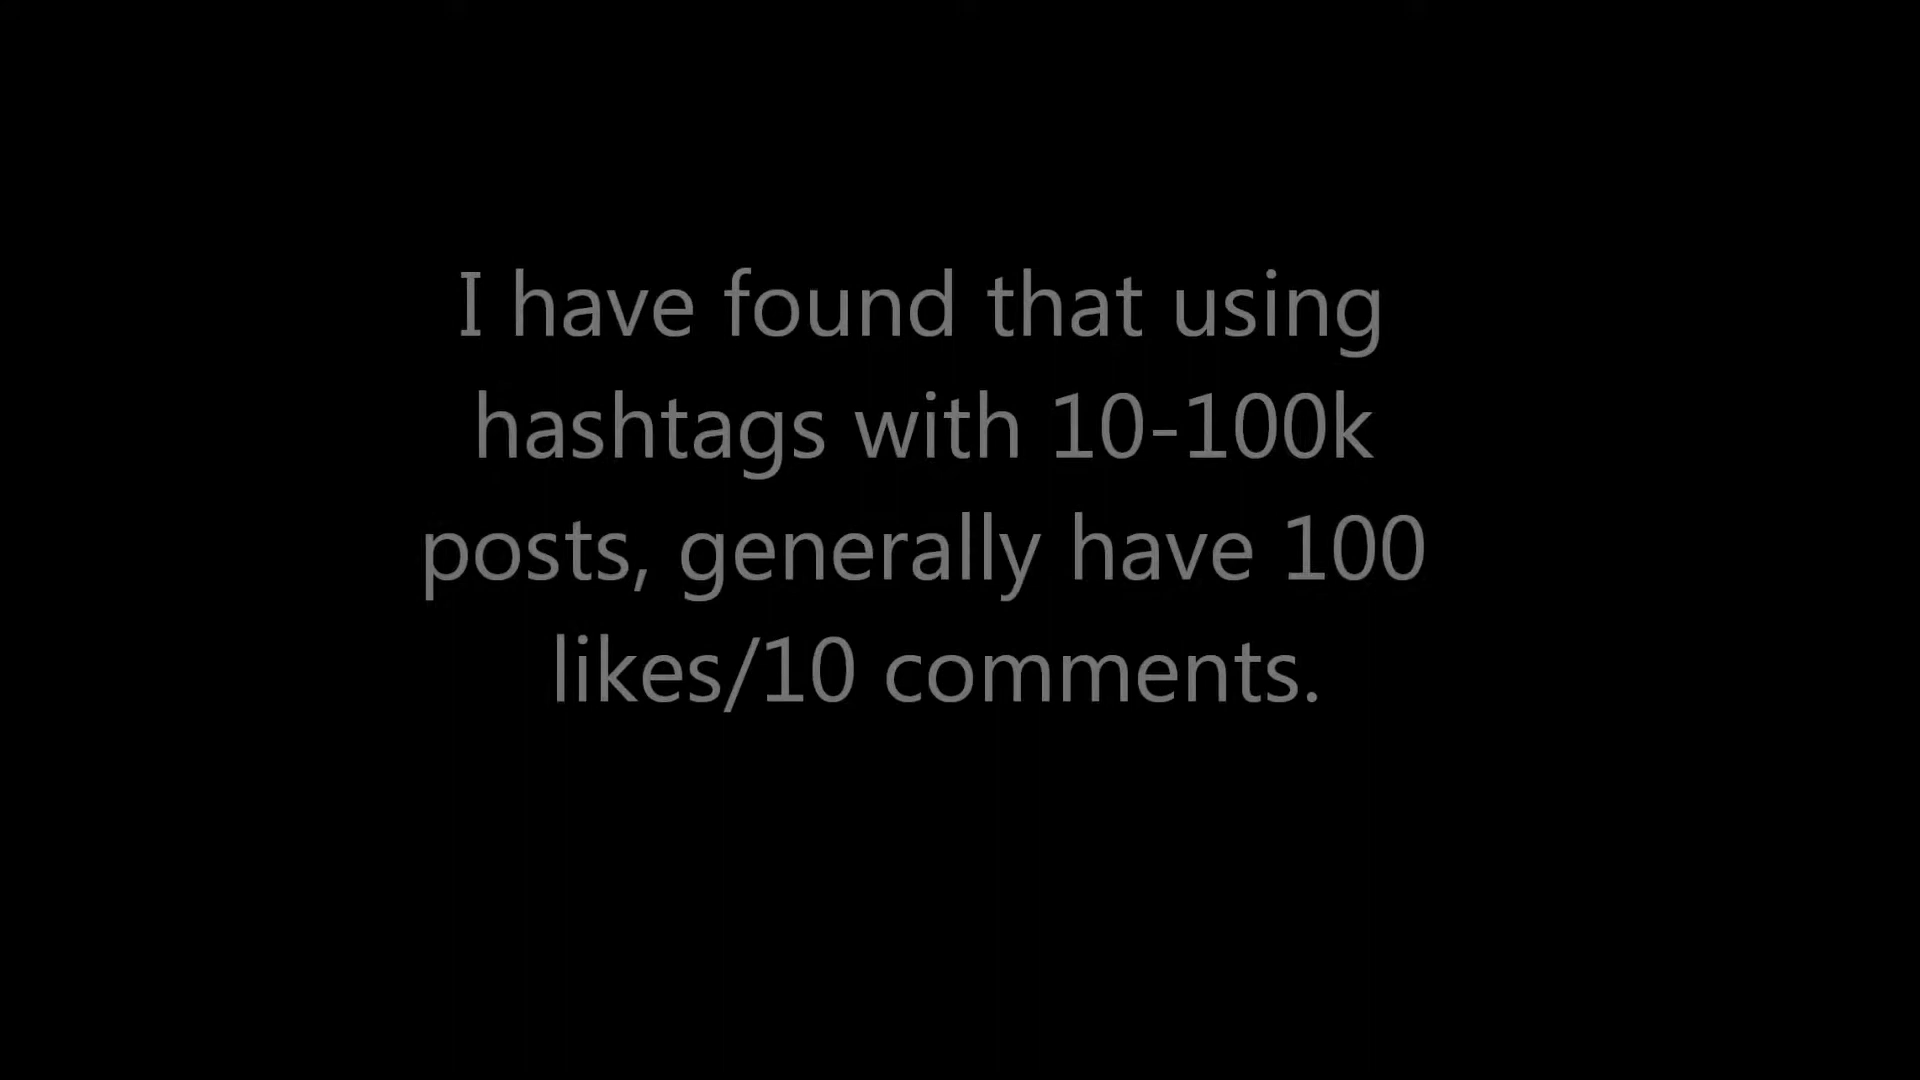 I have found that using
hashtags with 10-100k
posts, generally have 100
likes/10 comments.